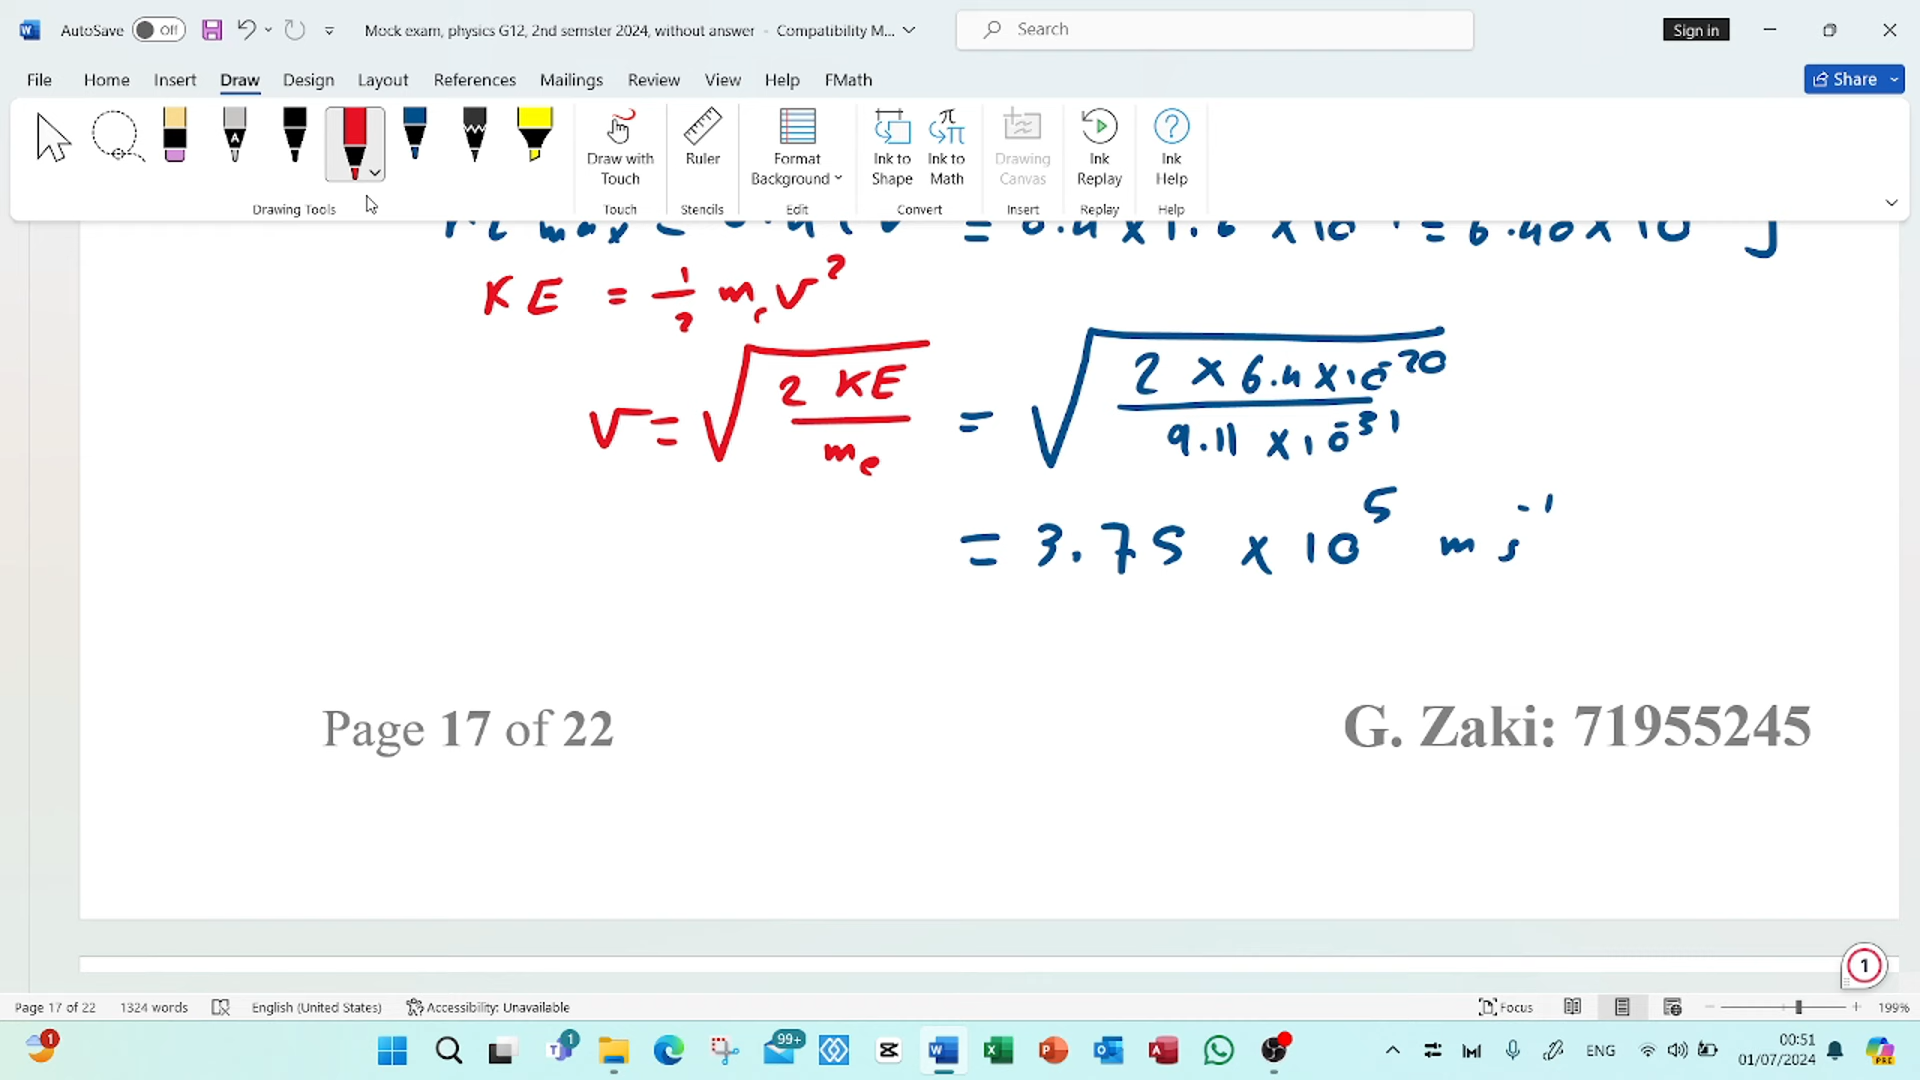 AutoSave Off Mock exam, physics G12, 2nd semster 2024, without answer - Compatibility M... Search Sign in
File Home Insert Draw Design Layout References Mailings Review View Help FMath Share
Draw with Touch Ruler Format Background Ink to Shape Ink to Math Drawing Canvas Ink Replay Ink Help
Drawing Tools Touch Stencils Edit Convert Insert Replay Help
KE = 1/2 me v²
v = √(2 KE / me) = √(2 × 6.4 × 10⁻²⁰ / 9.11 × 10⁻³¹)
= 3.75 × 10⁵ m s⁻¹
Page 17 of 22 G. Zaki: 71955245
1
Page 17 of 22 1324 words English (United States) Accessibility: Unavailable Focus 199%
1 1 99+ ENG 00:51
01/07/2024